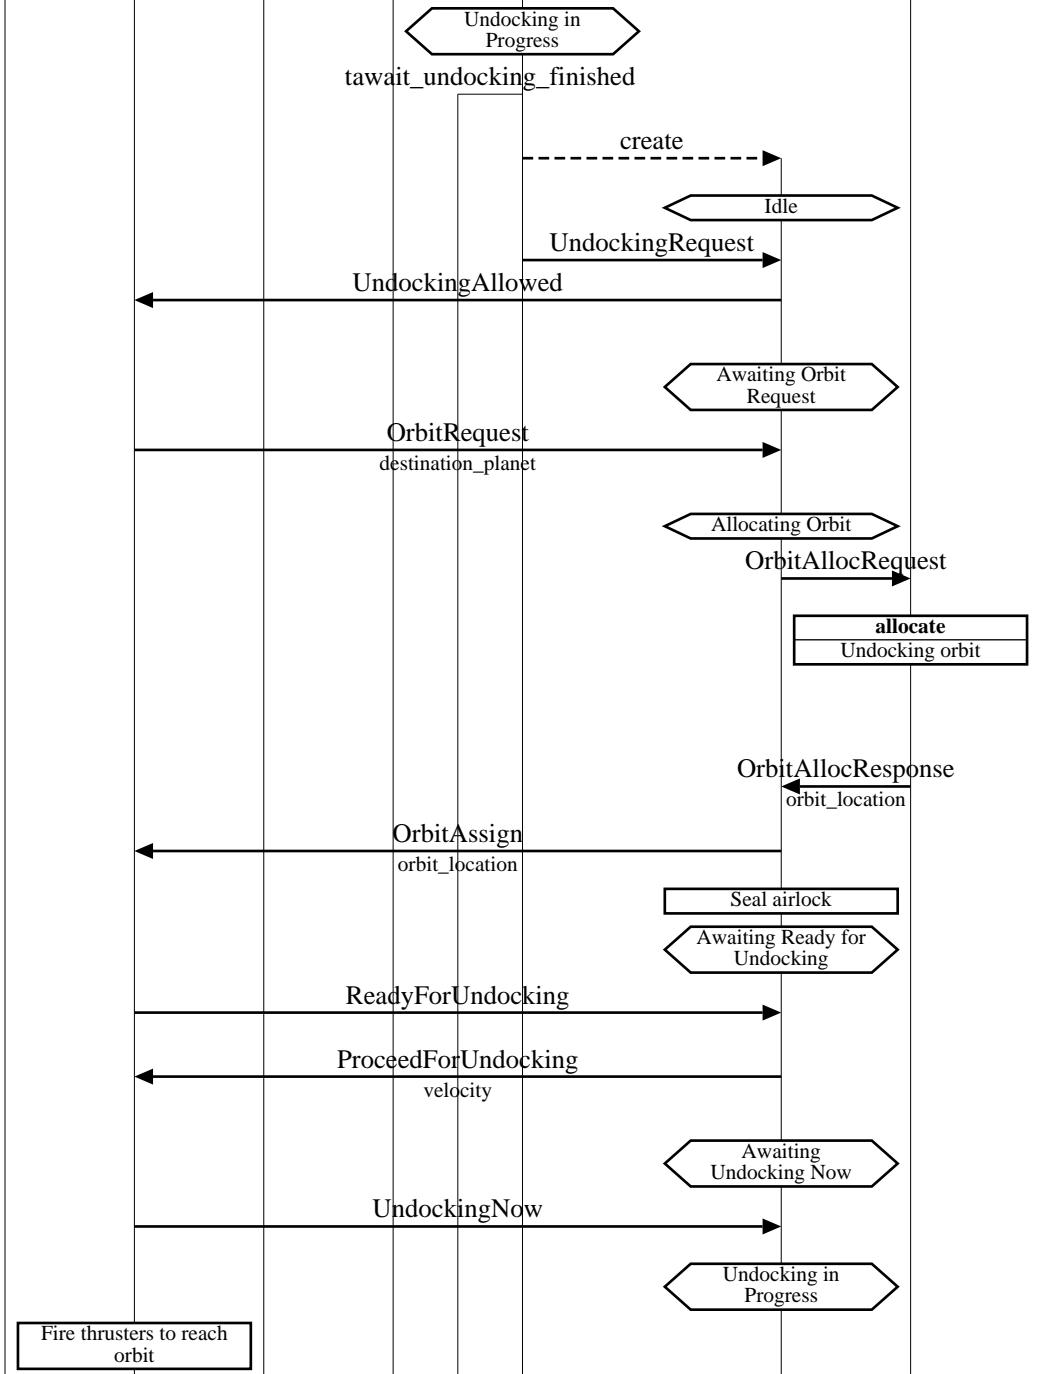 Undocking in
Progress
tawait_undocking_finished
create
Idle
UndockingRequest
UndockingAllowed
Awaiting Orbit
Request
OrbitRequest
destination_planet
Allocating Orbit
OrbitAllocRequest
allocate
Undocking orbit
OrbitAllocResponse
orbit_location
OrbitAssign
orbit_location
Seal airlock
Awaiting Ready for
Undocking
ReadyForUndocking
ProceedForUndocking
velocity
Awaiting
Undocking Now
UndockingNow
Undocking in
Progress
Fire thrusters to reach
orbit